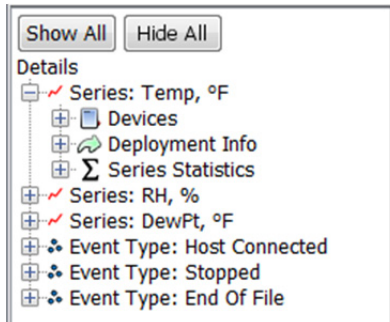 Show All Hide All
Details
Series: Temp, °F
Devices
Deployment Info
Series Statistics
Series: RH, %
Series: DewPt, °F
Event Type: Host Connected
Event Type: Stopped
Event Type: End Of File